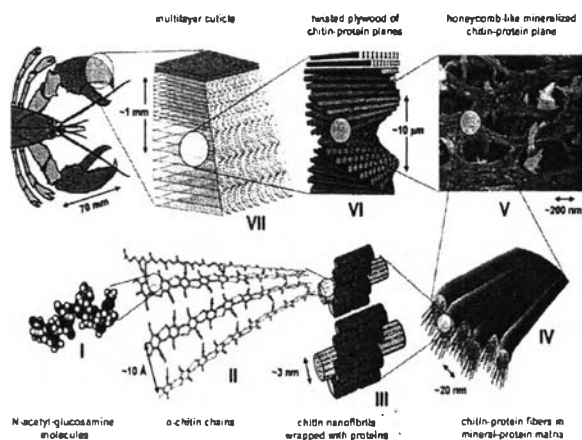 multilayer cuticle
twisted plywood of
chitin-protein planes
honeycomb-like mineralized
chitin-protein plane
~1 mm
70 mm
VII
~10 µm
VI
V
~200 nm
I
~10 Å
II
~3 nm
III
~20 nm
IV
N-acetyl-glucosamine
molecules
α-chitin chains
chitin nanofibrils
wrapped with proteins
chitin-protein fibers in
mineral-protein matrix